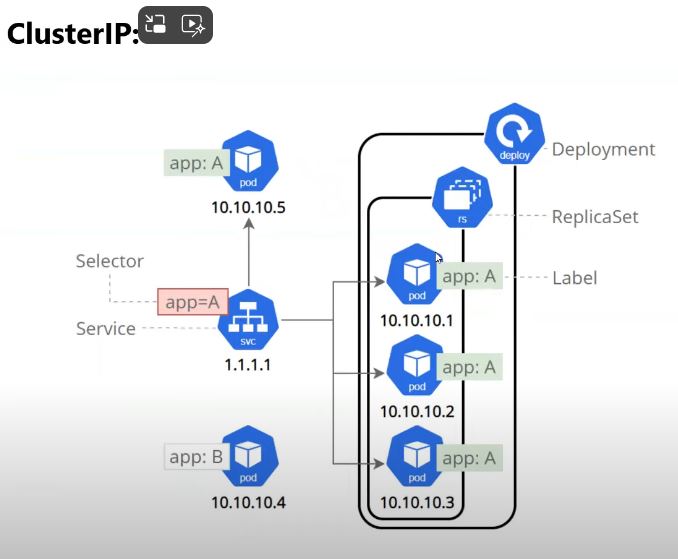 ClusterIP:
deploy
Deployment
app: A
pod
10.10.10.5
rs
ReplicaSet
Selector
app=A
Service
svc
1.1.1.1
pod
app: A
Label
10.10.10.1
pod
app: A
10.10.10.2
app: B
pod
10.10.10.4
pod
app: A
10.10.10.3